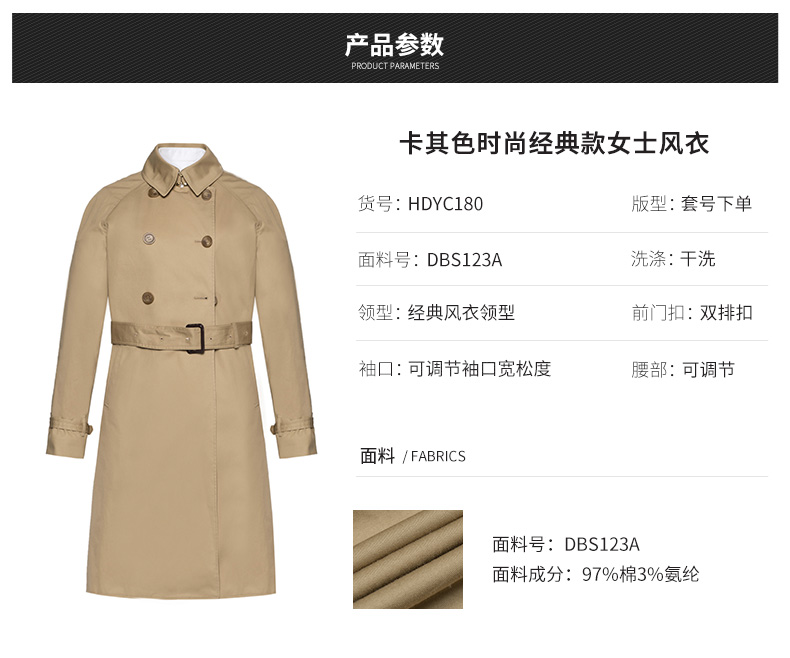 产品参数
PRODUCT PARAMETERS
卡其色时尚经典款女士风衣
货号：HDYC180
版型：套号下单
面料号：DBS123A
洗涤：干洗
领型：经典风衣领型
前门扣：双排扣
袖口：可调节袖口宽松度
腰部：可调节
面料 / FABRICS
面料号：DBS123A
面料成分：97%棉3%氨纶